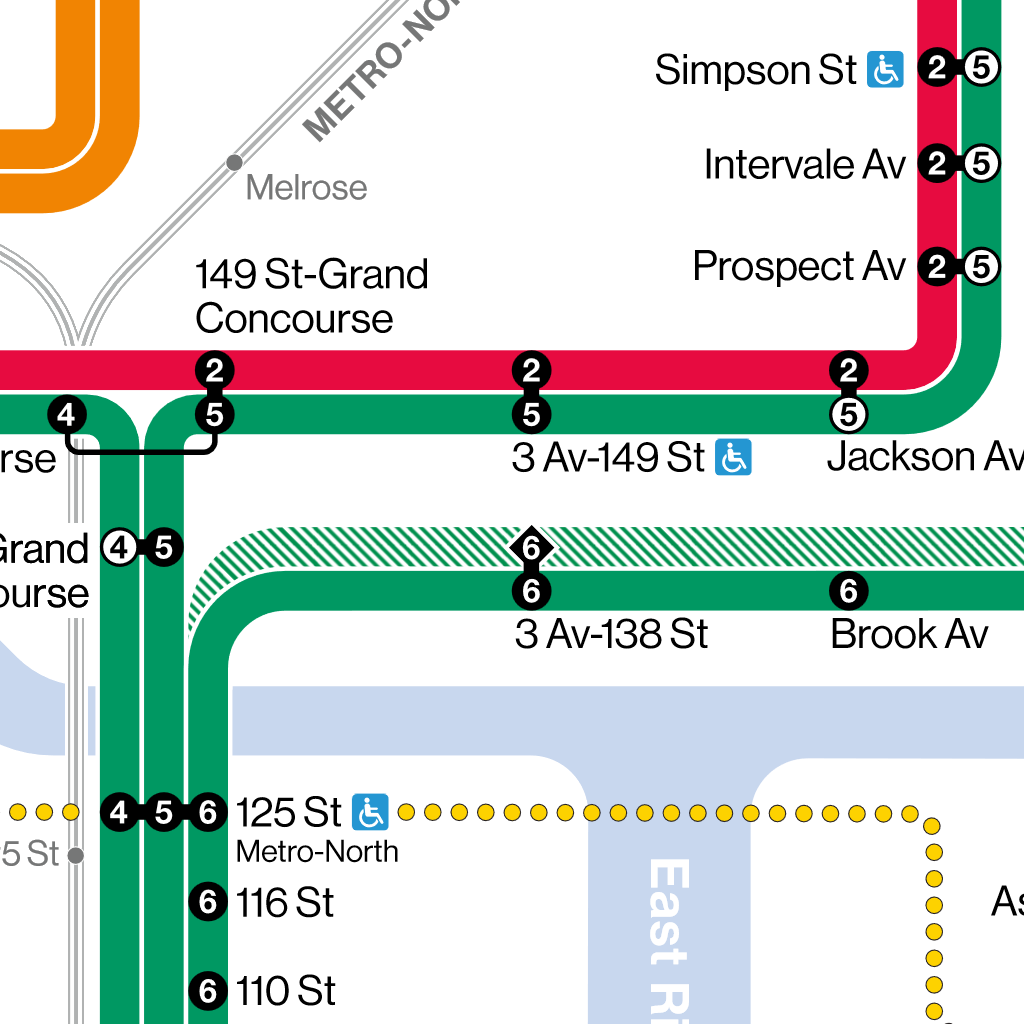 METRO-NO
Simpson St
2 5
Intervale Av
2 5
Melrose
Prospect Av
2 5
149 St-Grand
Concourse
2
2
2
4
5
5
5
rse
3 Av-149 St
Jackson Av
Grand
4 5
6
ourse
6
6
3 Av-138 St
Brook Av
4 5 6
125 St
Metro-North
5 St
6
116 St
As
East Ri
6
110 St